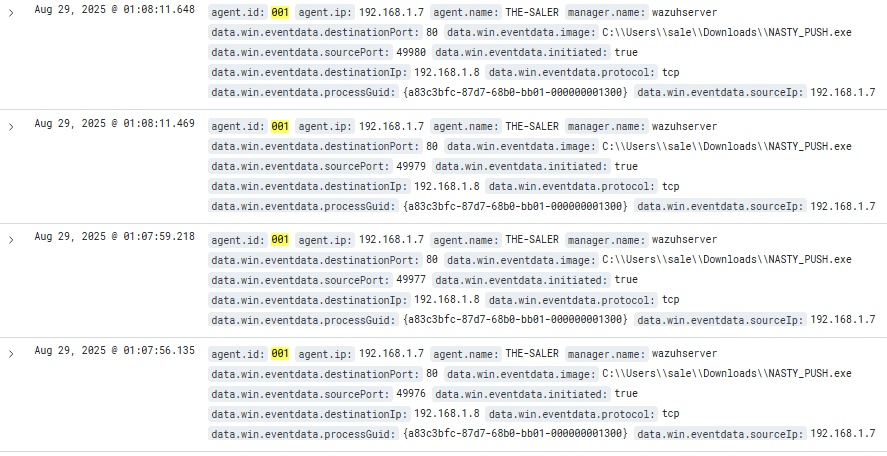 Aug 29, 2025 @ 01:08:11.648 agent.id: 001 agent.ip: 192.168.1.7 agent.name: THE-SALER manager.name: wazuhserver
data.win.eventdata.destinationPort: 80 data.win.eventdata.image: C:\\Users\\sale\\Downloads\\NASTY_PUSH.exe
data.win.eventdata.sourcePort: 49980 data.win.eventdata.initiated: true
data.win.eventdata.destinationIp: 192.168.1.8 data.win.eventdata.protocol: tcp
data.win.eventdata.processGuid: {a83c3bfc-87d7-68b0-bb01-000000001300} data.win.eventdata.sourceIp: 192.168.1.7
Aug 29, 2025 @ 01:08:11.469 agent.id: 001 agent.ip: 192.168.1.7 agent.name: THE-SALER manager.name: wazuhserver
data.win.eventdata.destinationPort: 80 data.win.eventdata.image: C:\\Users\\sale\\Downloads\\NASTY_PUSH.exe
data.win.eventdata.sourcePort: 49979 data.win.eventdata.initiated: true
data.win.eventdata.destinationIp: 192.168.1.8 data.win.eventdata.protocol: tcp
data.win.eventdata.processGuid: {a83c3bfc-87d7-68b0-bb01-000000001300} data.win.eventdata.sourceIp: 192.168.1.7
Aug 29, 2025 @ 01:07:59.218 agent.id: 001 agent.ip: 192.168.1.7 agent.name: THE-SALER manager.name: wazuhserver
data.win.eventdata.destinationPort: 80 data.win.eventdata.image: C:\\Users\\sale\\Downloads\\NASTY_PUSH.exe
data.win.eventdata.sourcePort: 49977 data.win.eventdata.initiated: true
data.win.eventdata.destinationIp: 192.168.1.8 data.win.eventdata.protocol: tcp
data.win.eventdata.processGuid: {a83c3bfc-87d7-68b0-bb01-000000001300} data.win.eventdata.sourceIp: 192.168.1.7
Aug 29, 2025 @ 01:07:56.135 agent.id: 001 agent.ip: 192.168.1.7 agent.name: THE-SALER manager.name: wazuhserver
data.win.eventdata.destinationPort: 80 data.win.eventdata.image: C:\\Users\\sale\\Downloads\\NASTY_PUSH.exe
data.win.eventdata.sourcePort: 49976 data.win.eventdata.initiated: true
data.win.eventdata.destinationIp: 192.168.1.8 data.win.eventdata.protocol: tcp
data.win.eventdata.processGuid: {a83c3bfc-87d7-68b0-bb01-000000001300} data.win.eventdata.sourceIp: 192.168.1.7